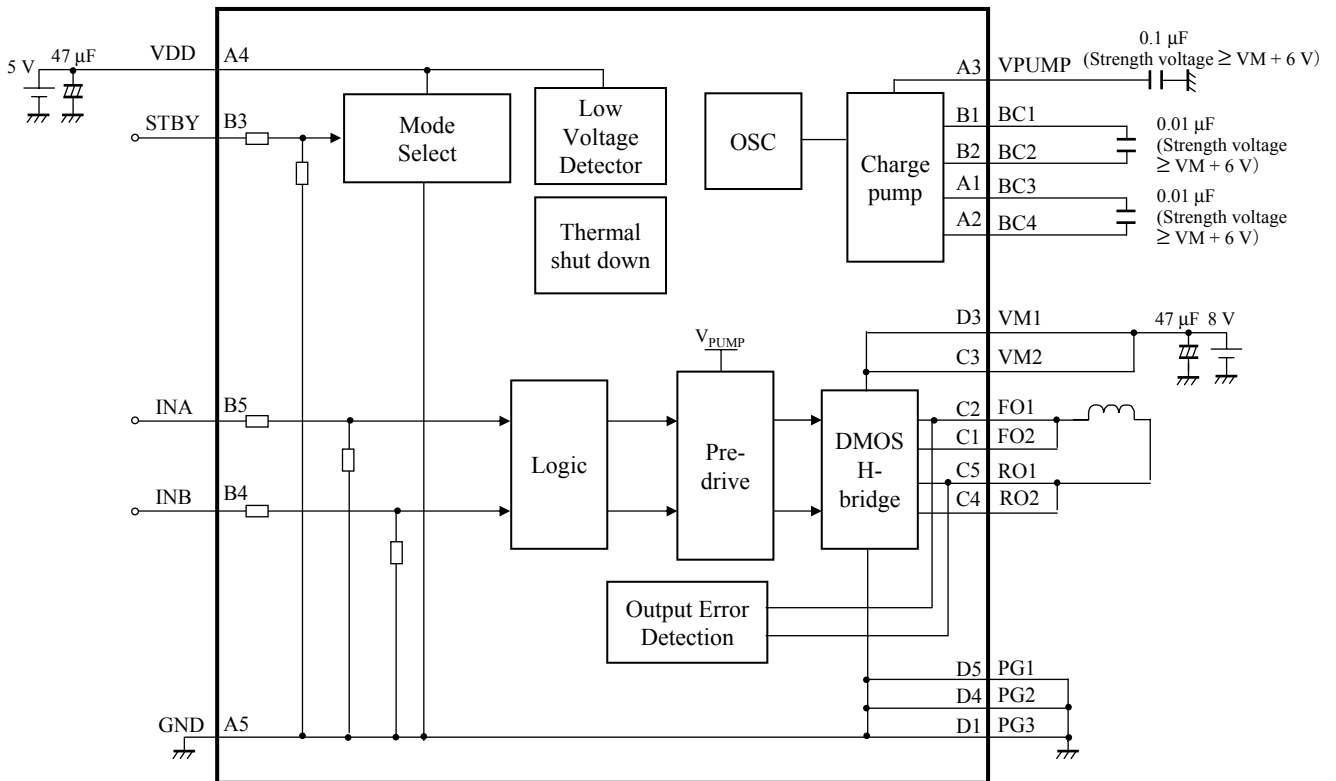 5 V
47 µF
VDD
A4
STBY
B3
Mode
Select
Low
Voltage
Detector
Thermal
shut down
OSC
Charge
pump
A3
VPUMP
0.1 µF
(Strength voltage ≥ VM + 6 V)
B1
BC1
B2
BC2
0.01 µF
(Strength voltage
≥ VM + 6 V)
A1
BC3
A2
BC4
0.01 µF
(Strength voltage
≥ VM + 6 V)
D3
VM1
C3
VM2
47 µF
8 V
VPUMP
INA
B5
INB
B4
Logic
Pre-
drive
DMOS
H-
bridge
C2
FO1
C1
FO2
C5
RO1
C4
RO2
Output Error
Detection
D5
PG1
D4
PG2
D1
PG3
GND
A5